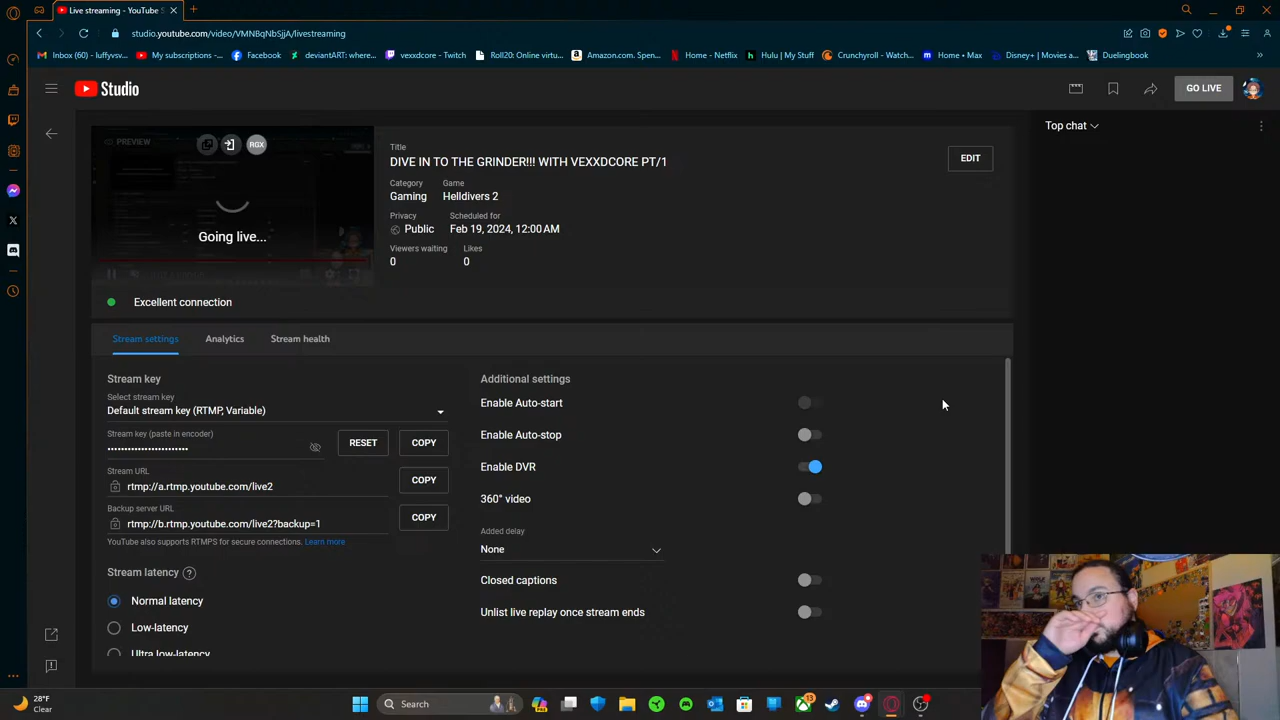 Live streaming - YouTube S
studio.youtube.com/video/VMN8qNbSjjA/livestreaming
Inbox (60) – luffyvsv...
My subscriptions -...
Facebook
deviantART: where...
vexxdcore - Twitch
Roll20: Online virtu...
Amazon.com. Spen...
Home - Netflix
Hulu | My Stuff
Crunchyroll - Watch...
Home • Max
Disney+ | Movies a...
Duelingbook
Studio
GO LIVE
PREVIEW
RGX
Going live...
Title
DIVE IN TO THE GRINDER!!! WITH VEXXDCORE PT/1
EDIT
Category
Game
Gaming
Helldivers 2
Privacy
Scheduled for
Public
Feb 19, 2024, 12:00 AM
Viewers waiting
Likes
0
0
Top chat
Excellent connection
Stream settings
Analytics
Stream health
Stream key
Select stream key
Default stream key (RTMP, Variable)
Stream key (paste in encoder)
RESET
COPY
Stream URL
rtmp://a.rtmp.youtube.com/live2
COPY
Backup server URL
rtmp://b.rtmp.youtube.com/live2?backup=1
COPY
YouTube also supports RTMPS for secure connections. Learn more
Stream latency
Normal latency
Low-latency
Ultra low-latency
Additional settings
Enable Auto-start
Enable Auto-stop
Enable DVR
360° video
Added delay
None
Closed captions
Unlist live replay once stream ends
28°F
Clear
Search
13